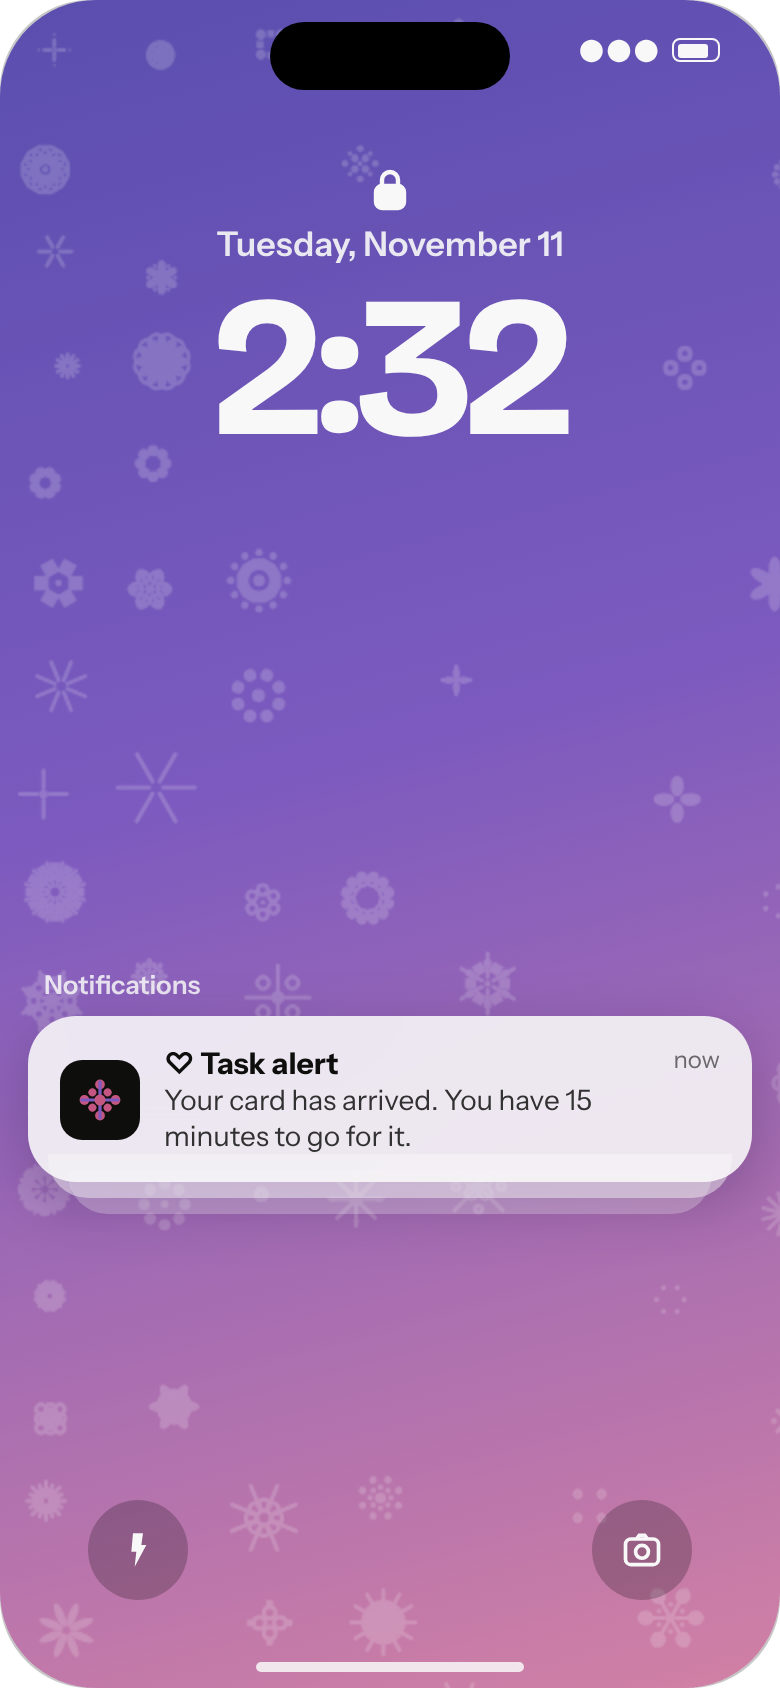 Tuesday, November 11
2:32
Notifications
♡ Task alert
now
Your card has arrived. You have 15
minutes to go for it.